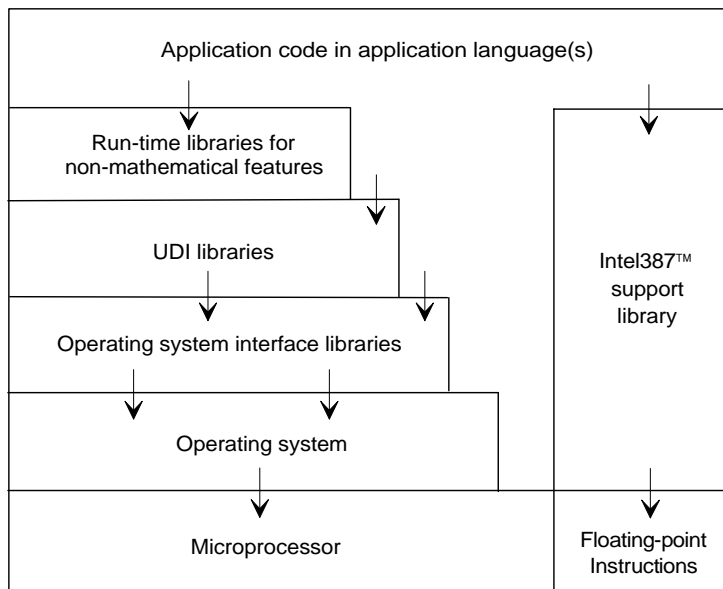 Application code in application language(s)
Run-time libraries for
non-mathematical features
UDI libraries
Intel387™
support
library
Operating system interface libraries
Operating system
Microprocessor
Floating-point
Instructions